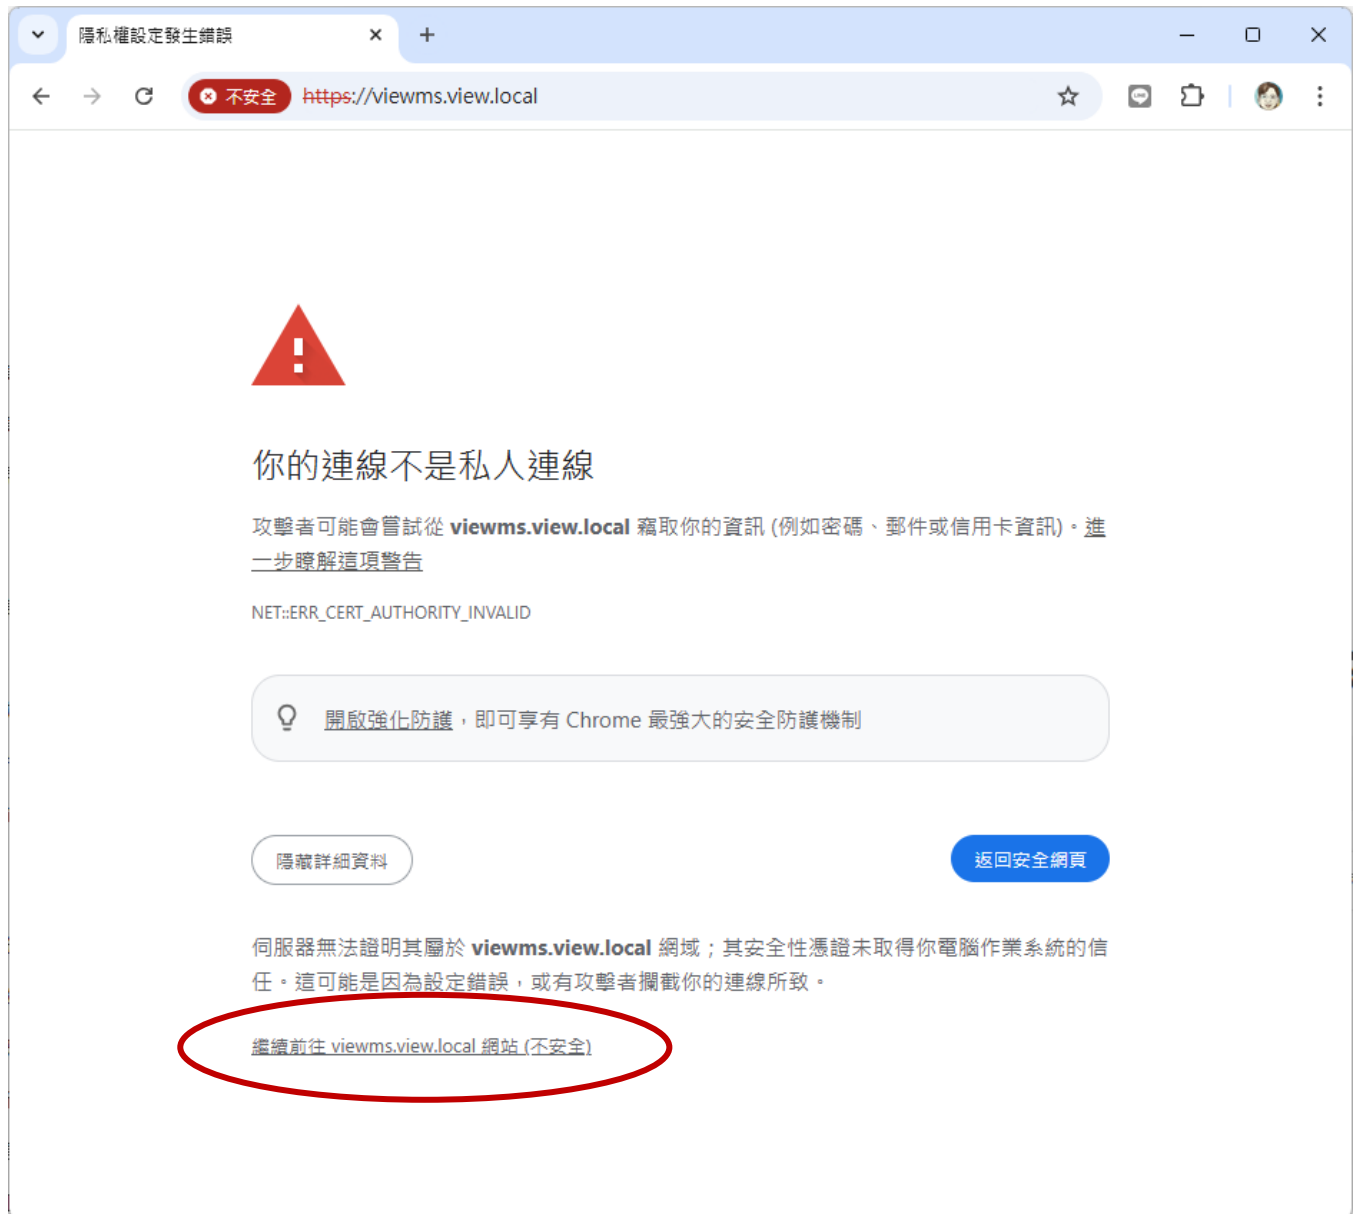 隱私權設定發生錯誤
不安全 https://viewms.view.local
你的連線不是私人連線
攻擊者可能會嘗試從 viewms.view.local 竊取你的資訊 (例如密碼、郵件或信用卡資訊)。進
一步瞭解這項警告
NET::ERR_CERT_AUTHORITY_INVALID
開啟強化防護，即可享有 Chrome 最強大的安全防護機制
隱藏詳細資料 返回安全網頁
伺服器無法證明其屬於 viewms.view.local 網域；其安全性憑證未取得你電腦作業系統的信
任。這可能是因為設定錯誤，或有攻擊者攔截你的連線所致。
繼續前往 viewms.view.local 網站 (不安全)